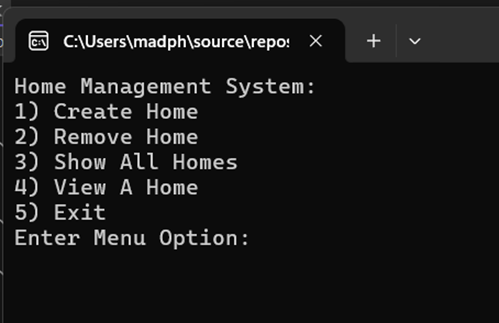 C:\Users\madph\source\repos
Home Management System:
1) Create Home
2) Remove Home
3) Show All Homes
4) View A Home
5) Exit
Enter Menu Option: